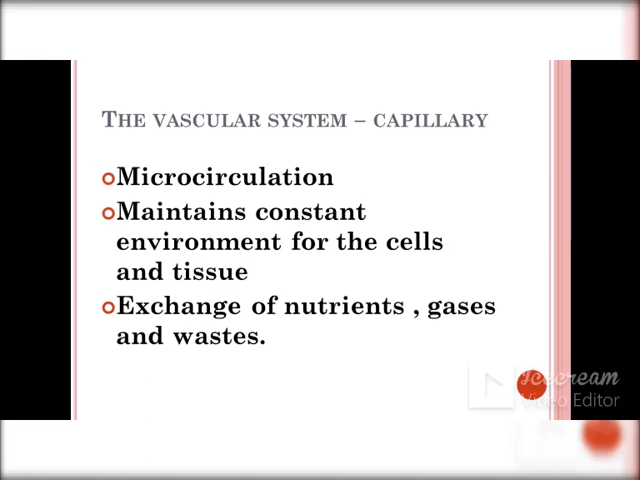 THE VASCULAR SYSTEM – CAPILLARY
Microcirculation
Maintains constant
environment for the cells
and tissue
Exchange of nutrients , gases
and wastes.
Icecream
Video Editor